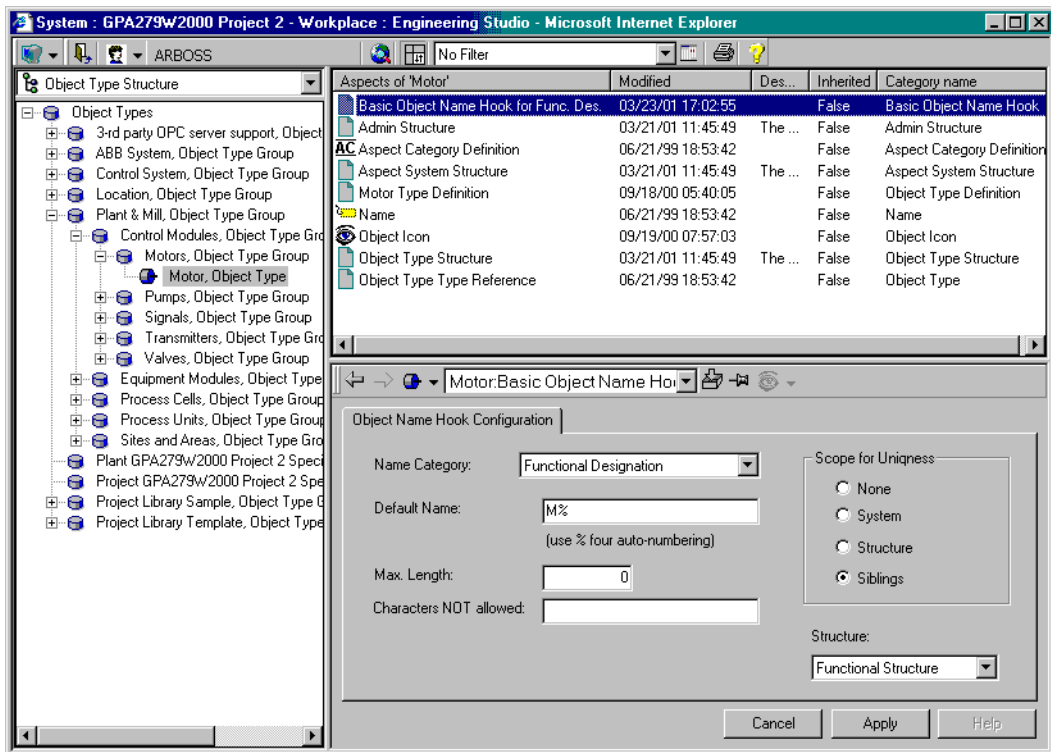 System : GPA279W2000 Project 2 - Workplace : Engineering Studio - Microsoft Internet Explorer
ARBOSS No Filter
Object Type Structure
Object Types
3-rd party OPC server support, Object
ABB System, Object Type Group
Control System, Object Type Group
Location, Object Type Group
Plant & Mill, Object Type Group
Control Modules, Object Type Gro
Motors, Object Type Group
Motor, Object Type
Pumps, Object Type Group
Signals, Object Type Group
Transmitters, Object Type Gro
Valves, Object Type Group
Equipment Modules, Object Type
Process Cells, Object Type Group
Process Units, Object Type Group
Sites and Areas, Object Type Gro
Plant GPA279W2000 Project 2 Speci
Project GPA279W2000 Project 2 Spe
Project Library Sample, Object Type G
Project Library Template, Object Type
Aspects of 'Motor' Modified Des... Inherited Category name
Basic Object Name Hook for Func. Des. 03/23/01 17:02:55 False Basic Object Name Hook
Admin Structure 03/21/01 11:45:49 The ... False Admin Structure
AC Aspect Category Definition 06/21/99 18:53:42 False Aspect Category Definition
Aspect System Structure 03/21/01 11:45:49 The ... False Aspect System Structure
Motor Type Definition 09/18/00 05:40:05 False Object Type Definition
Name 06/21/99 18:53:42 False Name
Object Icon 09/19/00 07:57:03 False Object Icon
Object Type Structure 03/21/01 11:45:49 The ... False Object Type Structure
Object Type Type Reference 06/21/99 18:53:42 False Object Type
Motor:Basic Object Name Ho
Object Name Hook Configuration
Name Category: Functional Designation
Default Name: M%
(use % four auto-numbering)
Max. Length: 0
Characters NOT allowed:
Scope for Uniqness
None
System
Structure
Siblings
Structure:
Functional Structure
Cancel Apply Help